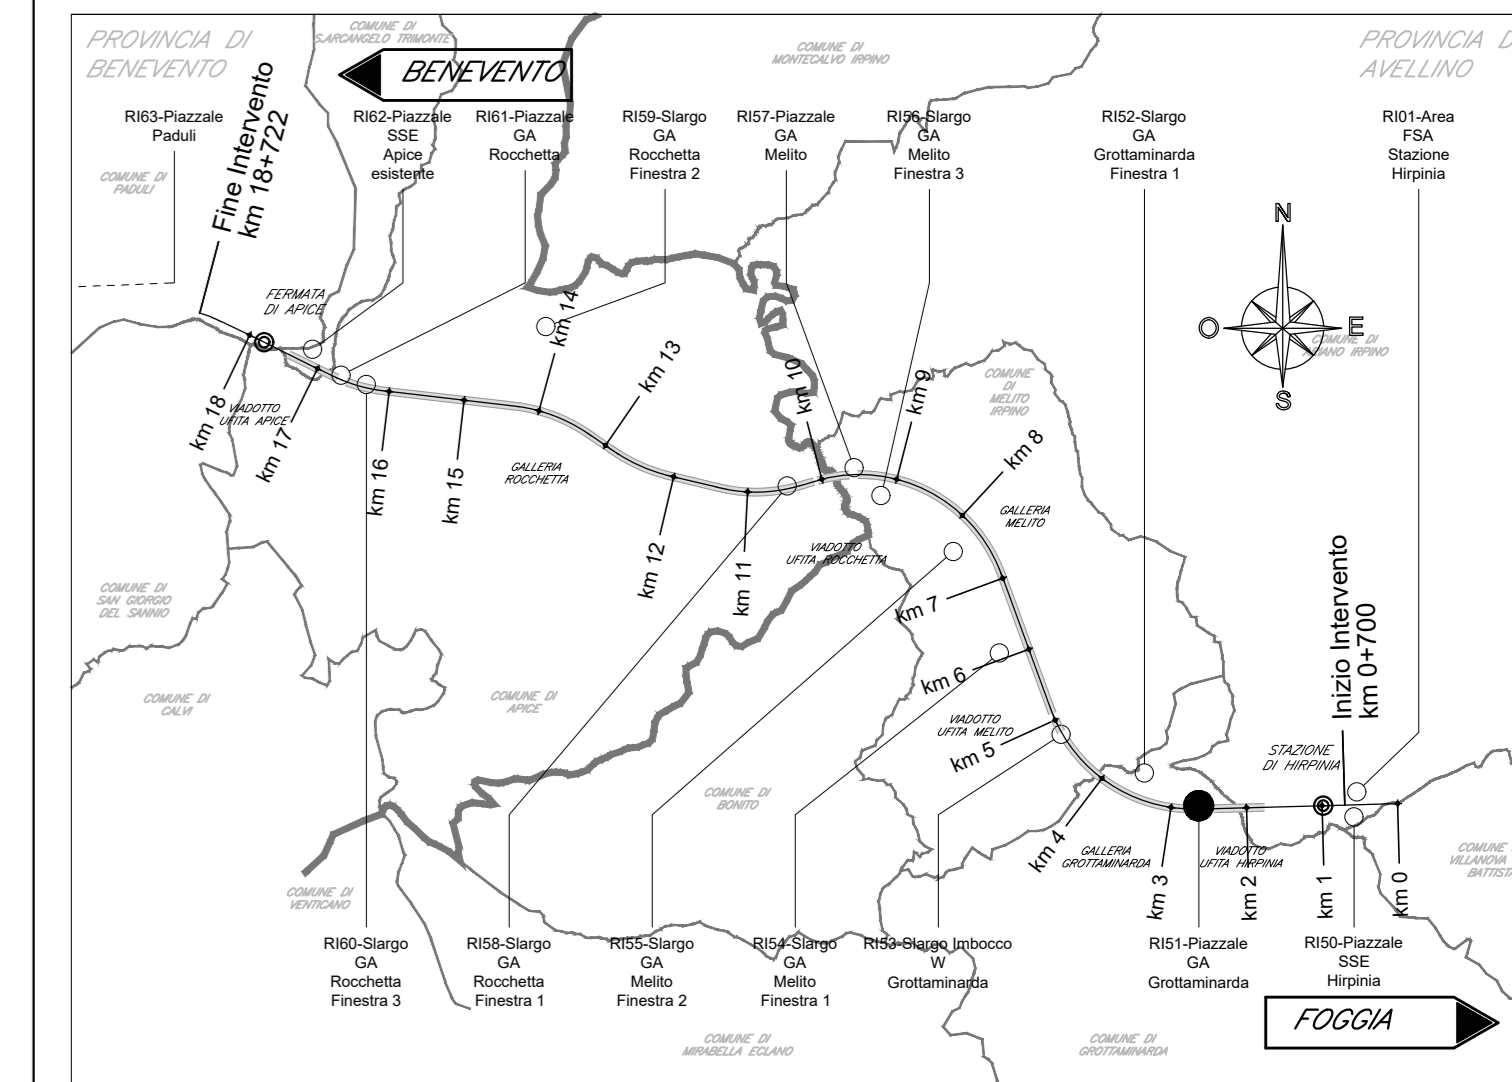 PROVINCIA DI
BENEVENTO
COMUNE DI
S.ARCANGELO TRIMONTE
BENEVENTO
COMUNE DI
MONTECALVO IRPINO
AVELLINO
PROVINCIA
RI63-Piazzale
Paduli
Fine Intervento
km 18+722
RI62-Piazzale
SSE
Apice
esistente
RI61-Piazzale
GA
Rocchetta
RI59-Slargo
GA
Rocchetta
Finestra 2
RI57-Piazzale
GA
Melito
RI56-Slargo
GA
Melito
Finestra 3
RI52-Slargo
GA
Grottaminarda
Finestra 1
RI01-Area
FSA
Stazione
Hirpinia
COMUNE DI
PADULI
N
O
E
S
COMUNE DI
ARIANO IRPINO
FERMATA
DI APICE
km 14
km 13
km 10
km 9
COMUNE
DI
MELITO
IRPINO
km 8
km 18
VIADOTTO
UFITA APICE
km 17
km 16
km 15
GALLERIA
ROCCHETTA
km 12
km 11
VIADOTTO
UFITA ROCCHETTA
GALLERIA
MELITO
km 7
km 6
COMUNE DI
SAN GIORGIO
DEL SANNIO
COMUNE DI
CALVI
COMUNE DI
APICE
VIADOTTO
UFITA MELITO
km 5
Inizio Intervento
km 0+700
STAZIONE
DI HIRPINIA
COMUNE DI
BONITO
km 4
GALLERIA
GROTTAMINARDA
km 3
VIADOTTO
UFITA HIRPINIA
km 2
km 1
km 0
COMUNE
VILLANOVA
COMUNE DI
VENTICANO
RI60-Slargo
GA
Rocchetta
Finestra 3
RI58-Slargo
GA
Rocchetta
Finestra 1
RI55-Slargo
GA
Melito
Finestra 2
RI54-Slargo
GA
Melito
Finestra 1
RI53-Slargo Imbocco
W
Grottaminarda
RI51-Piazzale
GA
Grottaminarda
RI50-Piazzale
SSE
Hirpinia
FOGGIA
COMUNE DI
MIRABELLA ECLANO
COMUNE DI
GROTTAMINARDA